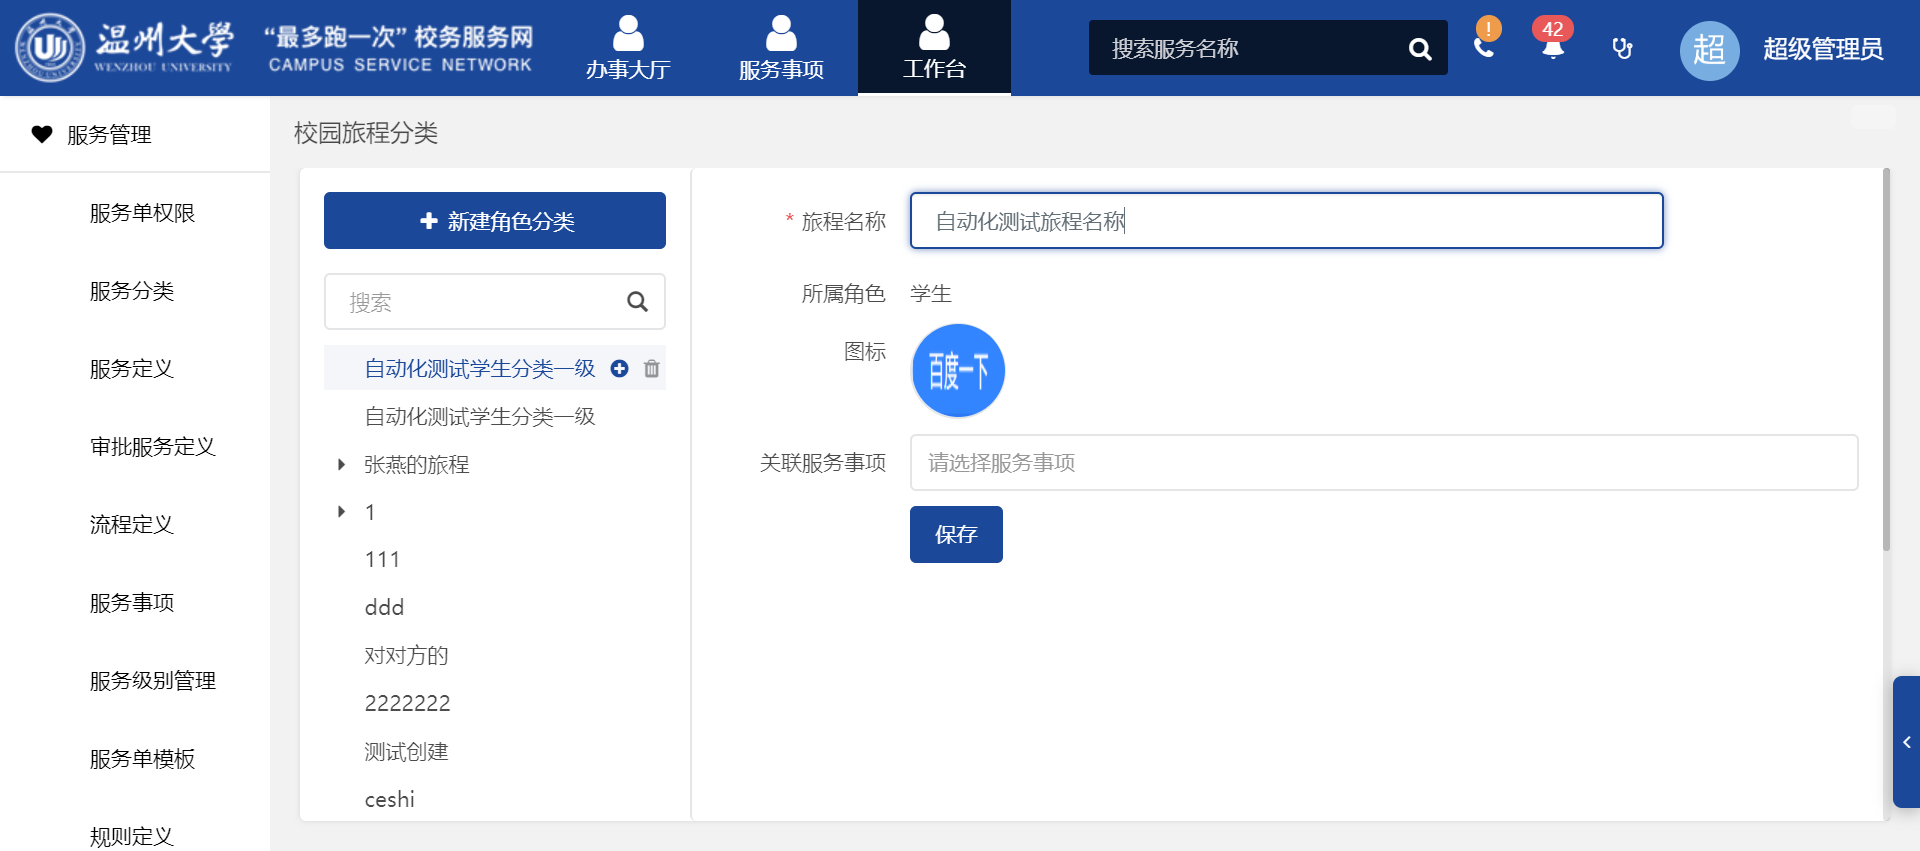 温州大学
WENZHOU UNIVERSITY
“最多跑一次” 校务服务网
CAMPUS SERVICE NETWORK
办事大厅
服务事项
工作台
搜索服务名称
!
42
超
超级管理员
服务管理
服务单权限
服务分类
服务定义
审批服务定义
流程定义
服务事项
服务级别管理
服务单模板
规则定义
校园旅程分类
新建角色分类
搜索
自动化测试学生分类一级
自动化测试学生分类一级
张燕的旅程
1
111
ddd
对对方的
2222222
测试创建
ceshi
* 旅程名称
自动化测试旅程名称
所属角色
学生
图标
百度一下
关联服务事项
请选择服务事项
保存